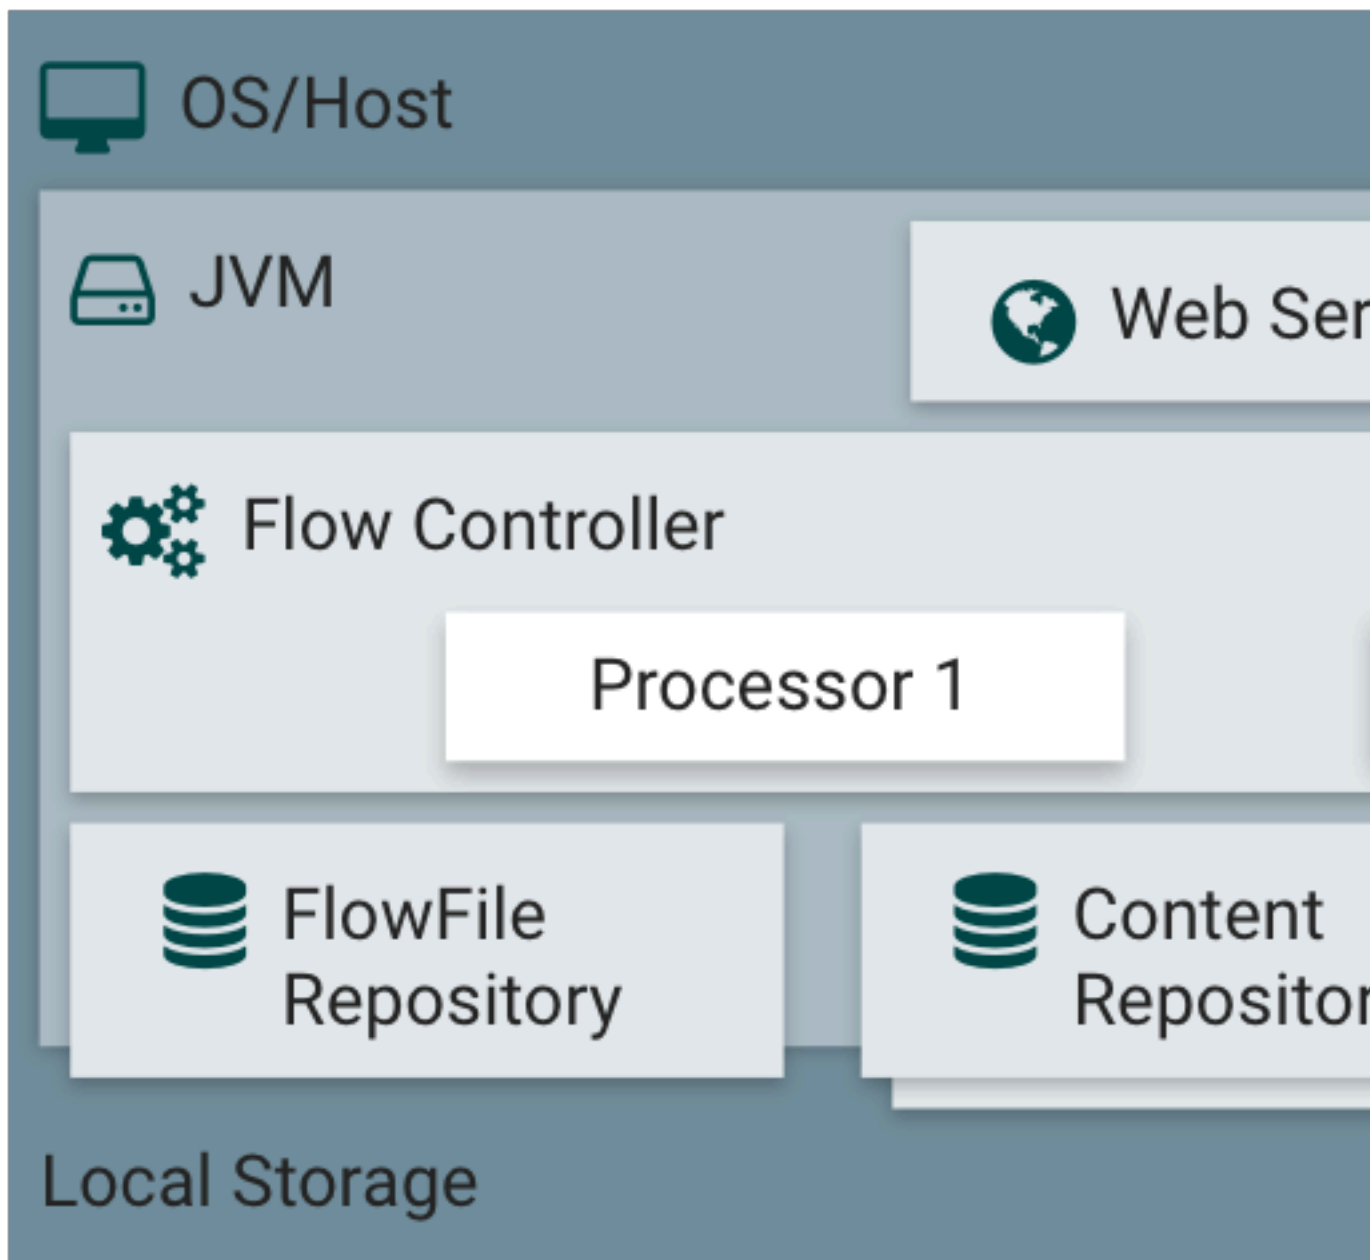 OS/Host
JVM
Web Ser
Flow Controller
Processor 1
FlowFile
Repository
Content
Repositor
Local Storage